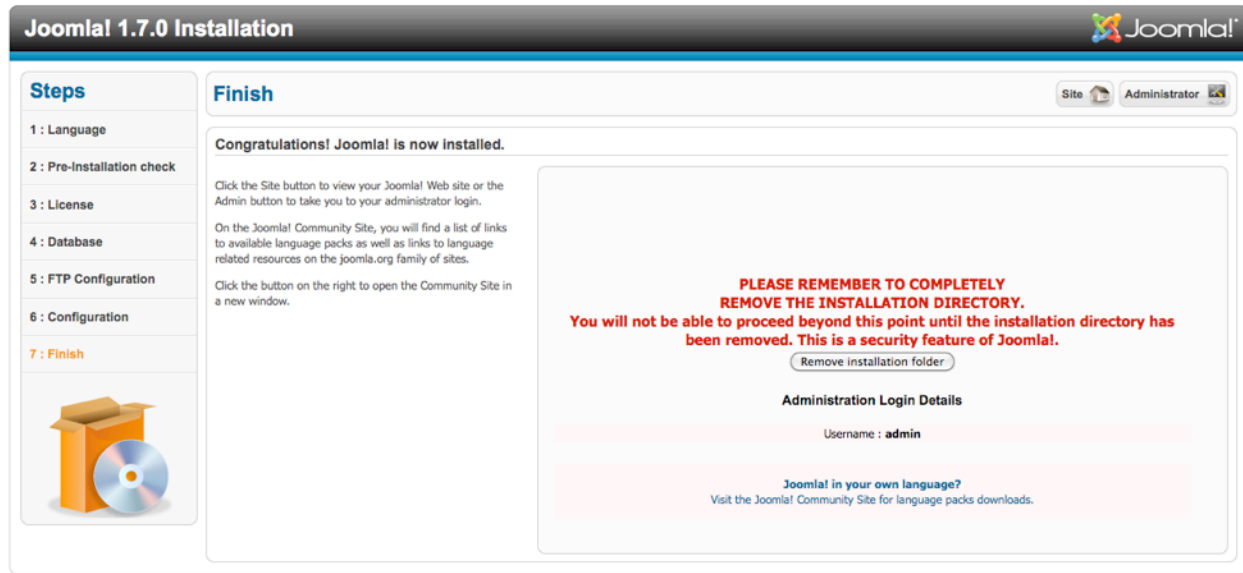 Joomla! 1.7.0 Installation
Joomla!
Steps
1 : Language
2 : Pre-Installation check
3 : License
4 : Database
5 : FTP Configuration
6 : Configuration
7 : Finish
Finish
Site
Administrator
Congratulations! Joomla! is now installed.
Click the Site button to view your Joomla! Web site or the
Admin button to take you to your administrator login.
On the Joomla! Community Site, you will find a list of links
to available language packs as well as links to language
related resources on the joomla.org family of sites.
Click the button on the right to open the Community Site in
a new window.
PLEASE REMEMBER TO COMPLETELY
REMOVE THE INSTALLATION DIRECTORY.
You will not be able to proceed beyond this point until the installation directory has
been removed. This is a security feature of Joomla!.
Remove installation folder
Administration Login Details
Username : admin
Joomla! in your own language?
Visit the Joomla! Community Site for language packs downloads.